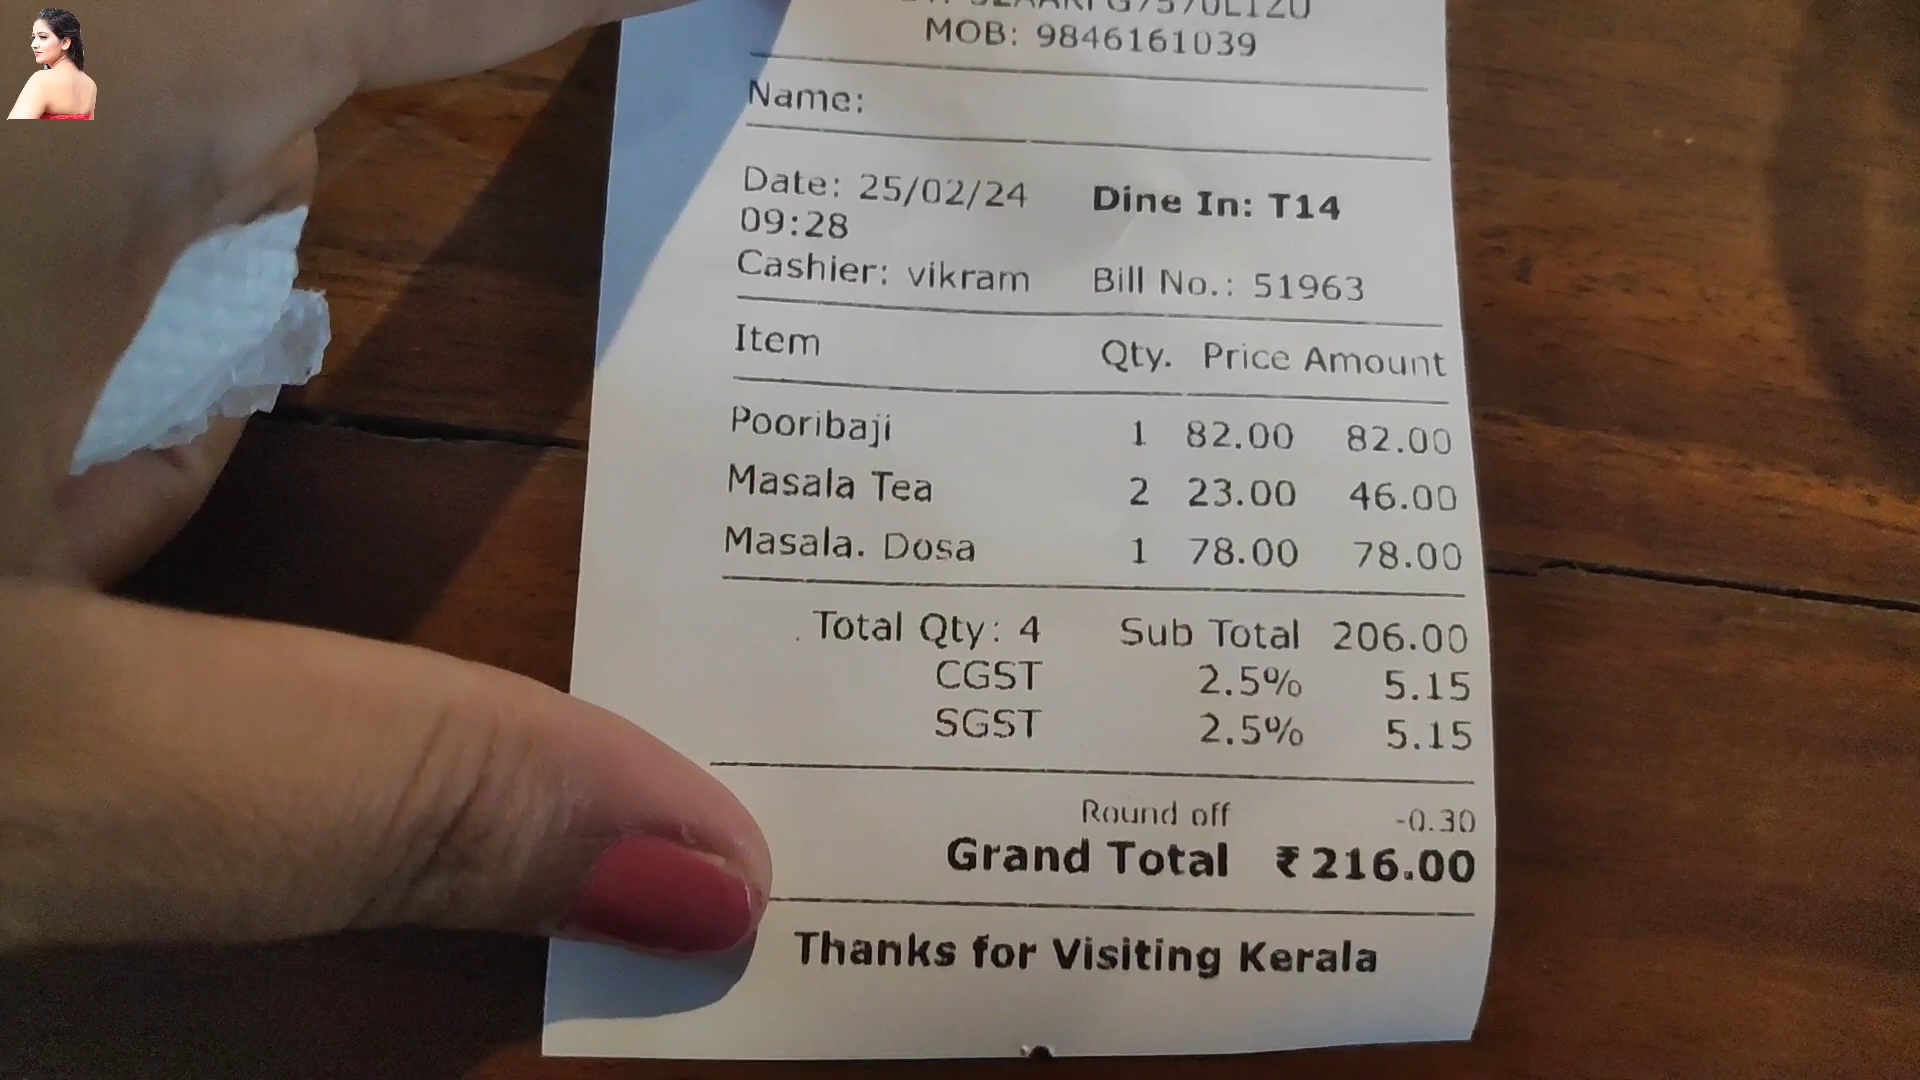 MOB: 9846161039
Name:
Date: 25/02/24 Dine In: T14
09:28
Cashier: vikram Bill No.: 51963
Item Qty. Price Amount
Pooribaji 1 82.00 82.00
Masala Tea 2 23.00 46.00
Masala. Dosa 1 78.00 78.00
Total Qty: 4 Sub Total 206.00
CGST 2.5% 5.15
SGST 2.5% 5.15
Round off -0.30
Grand Total ₹216.00
Thanks for Visiting Kerala